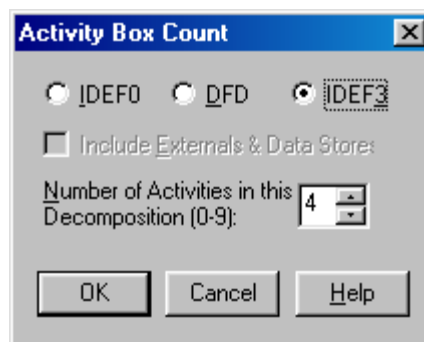 Activity Box Count
IDEF0 DFD IDEF3
Include Externals & Data Stores
Number of Activities in this
Decomposition (0-9):
4
OK Cancel Help